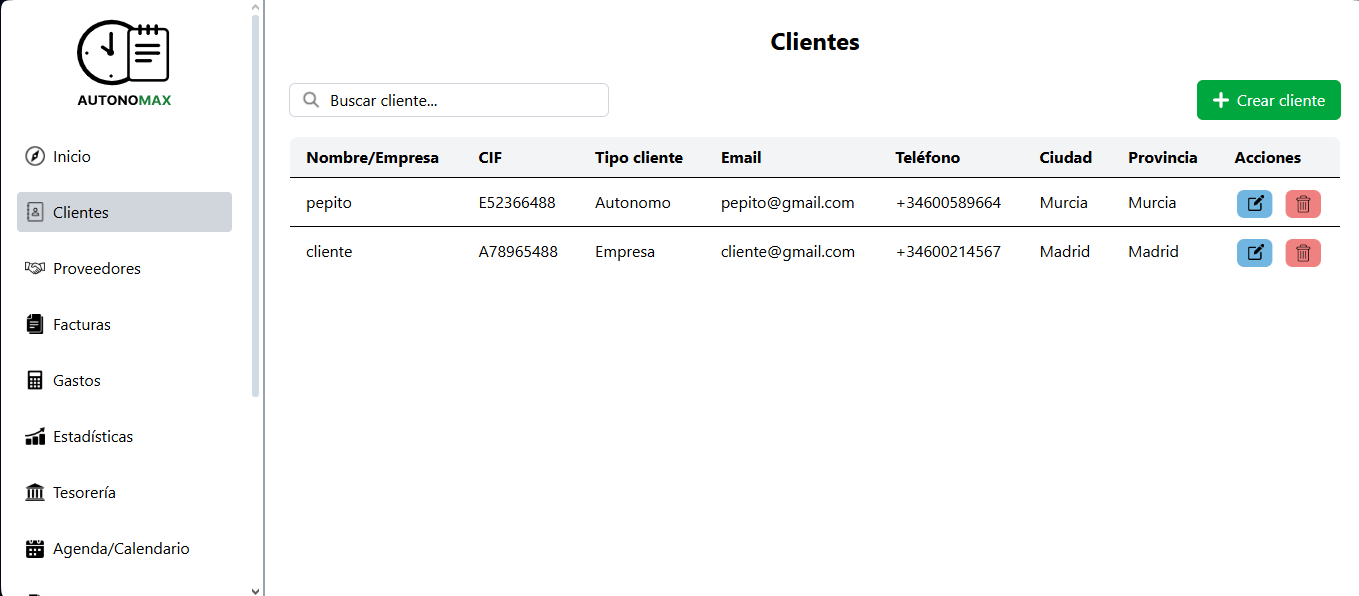 AUTONOMAX
Inicio
Clientes
Proveedores
Facturas
Gastos
Estadísticas
Tesorería
Agenda/Calendario
Clientes
Buscar cliente...
Crear cliente
Nombre/Empresa CIF Tipo cliente Email Teléfono Ciudad Provincia Acciones
pepito E52366488 Autonomo pepito@gmail.com +34600589664 Murcia Murcia
cliente A78965488 Empresa cliente@gmail.com +34600214567 Madrid Madrid